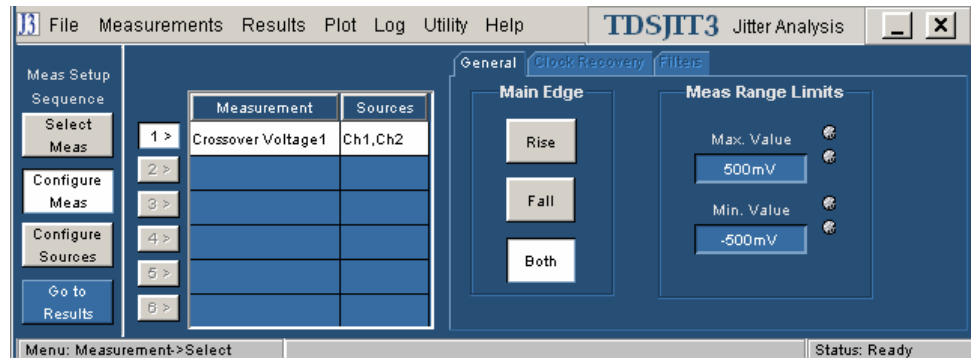 J3 File Measurements Results Plot Log Utility Help TDSJIT3 Jitter Analysis
Meas Setup
Sequence
Select
Meas
Configure
Meas
Configure
Sources
Go to
Results
Measurement Sources
1 > Crossover Voltage1 Ch1,Ch2
2 >
3 >
4 >
5 >
6 >
General Clock Recovery Filters
Main Edge
Rise
Fall
Both
Meas Range Limits
Max. Value
500mV
Min. Value
-500mV
Menu: Measurement->Select
Status: Ready